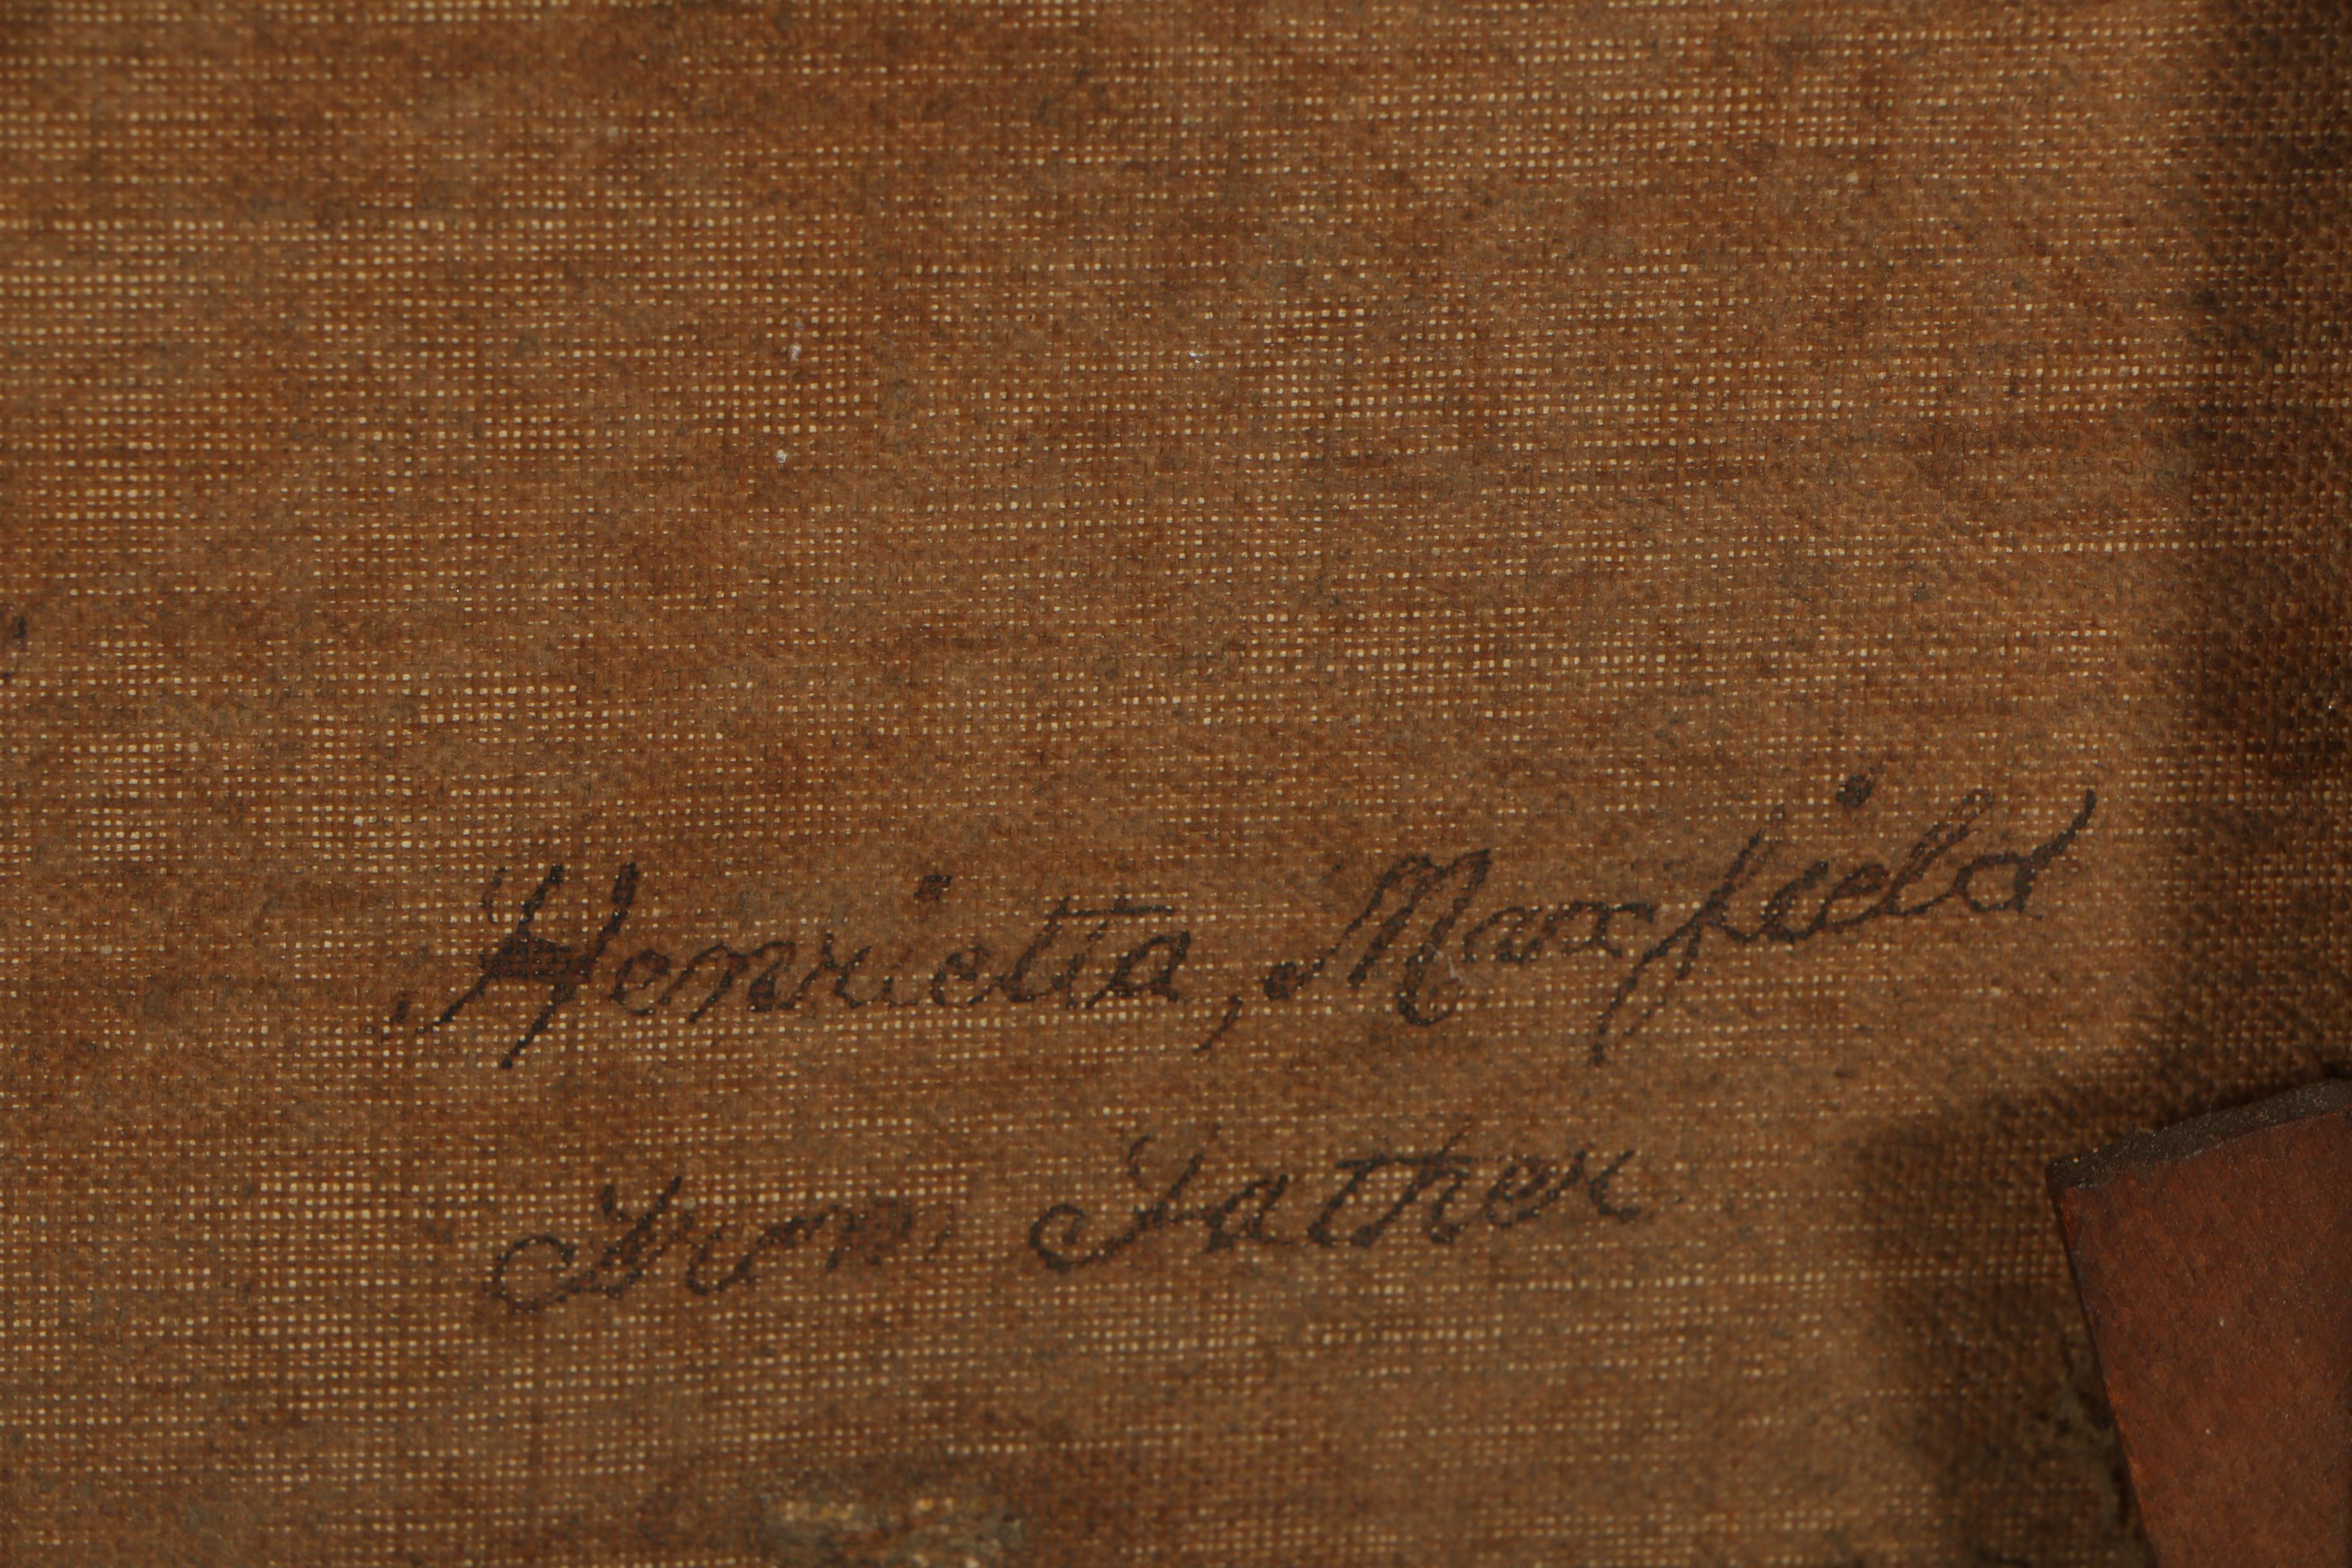 Henrietta, Maxfield
From Father